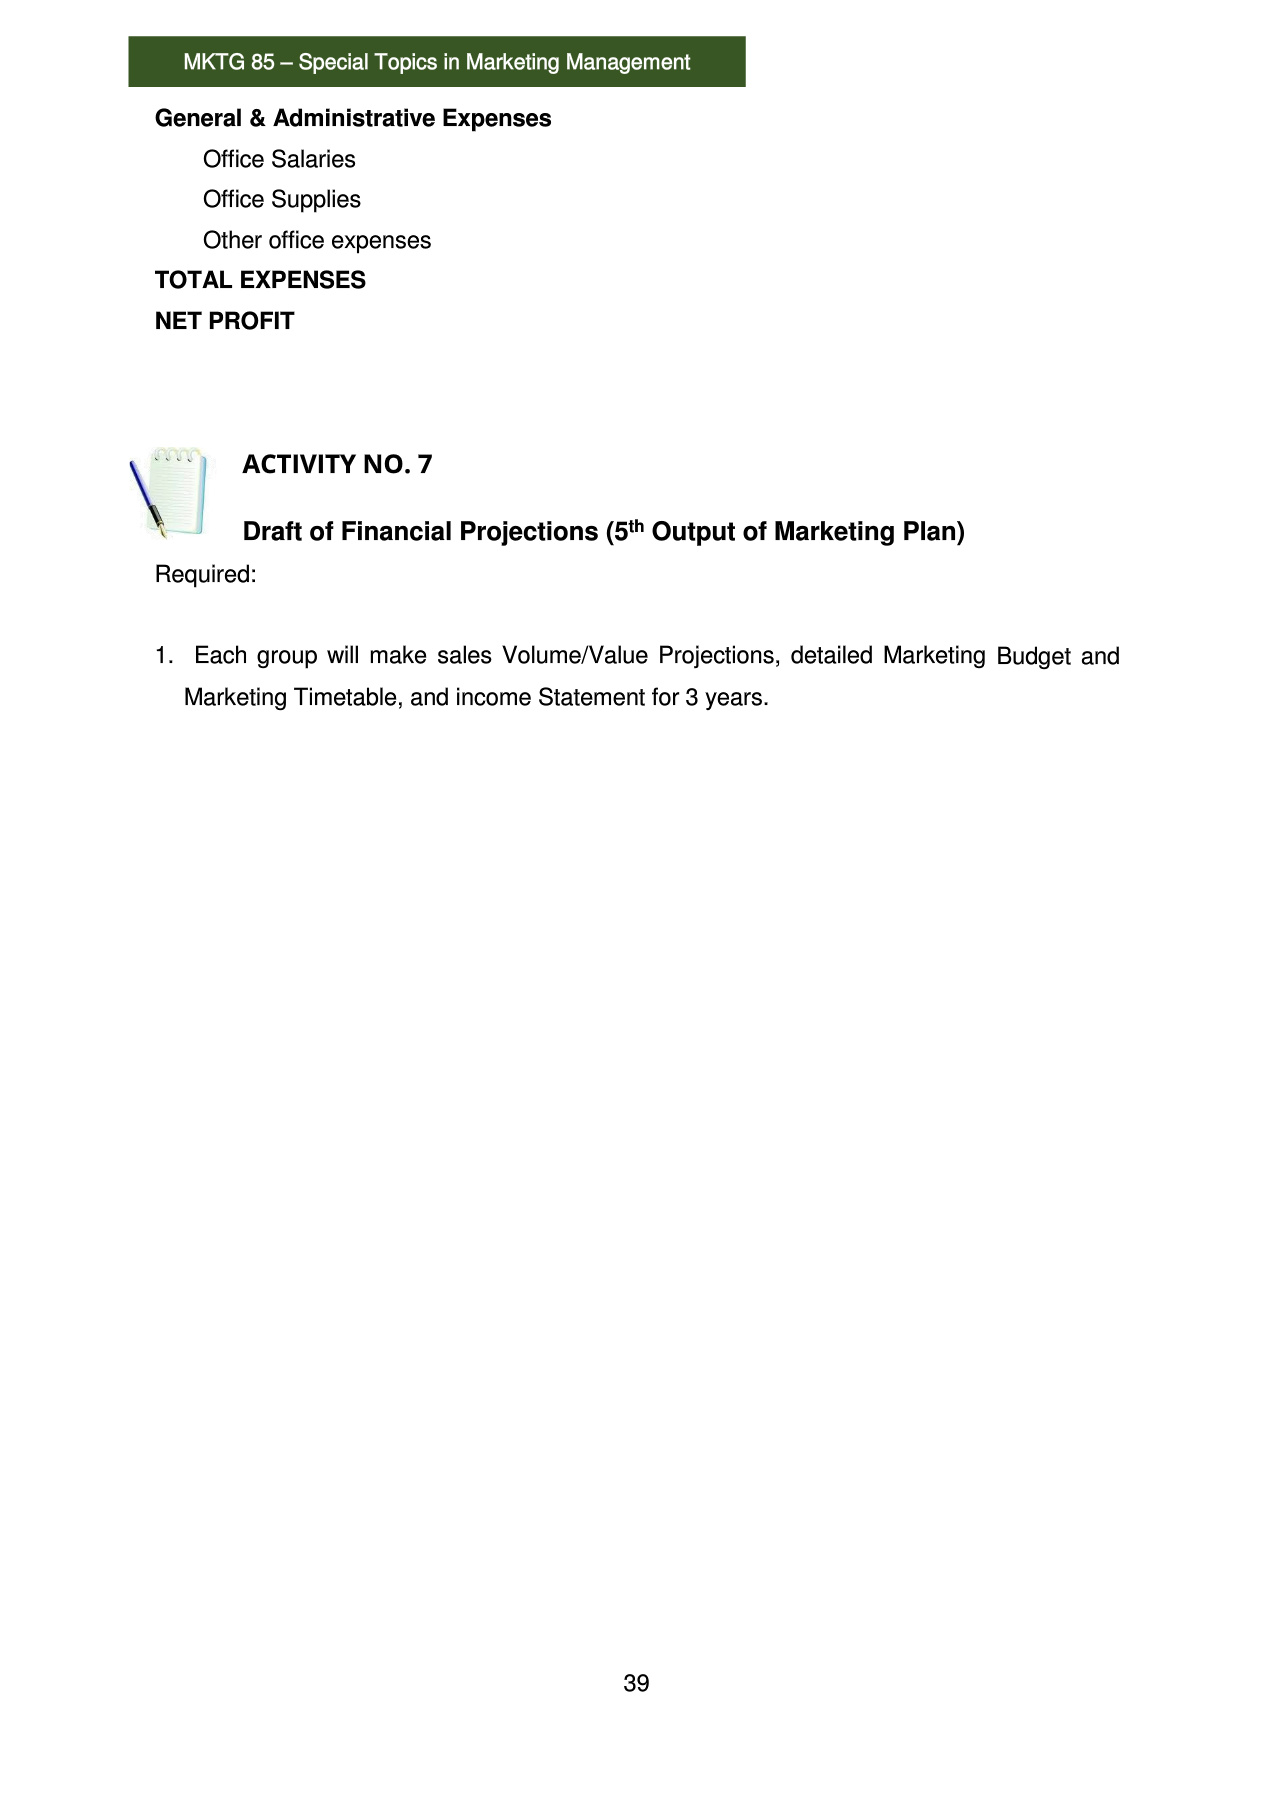 MKTG 85 – Special Topics in Marketing Management
General & Administrative Expenses
Office Salaries
Office Supplies
Other office expenses
TOTAL EXPENSES
NET PROFIT
ACTIVITY NO. 7
Draft of Financial Projections (5th Output of Marketing Plan)
Required:
1. Each group will make sales Volume/Value Projections, detailed Marketing Budget and
Marketing Timetable, and income Statement for 3 years.
39